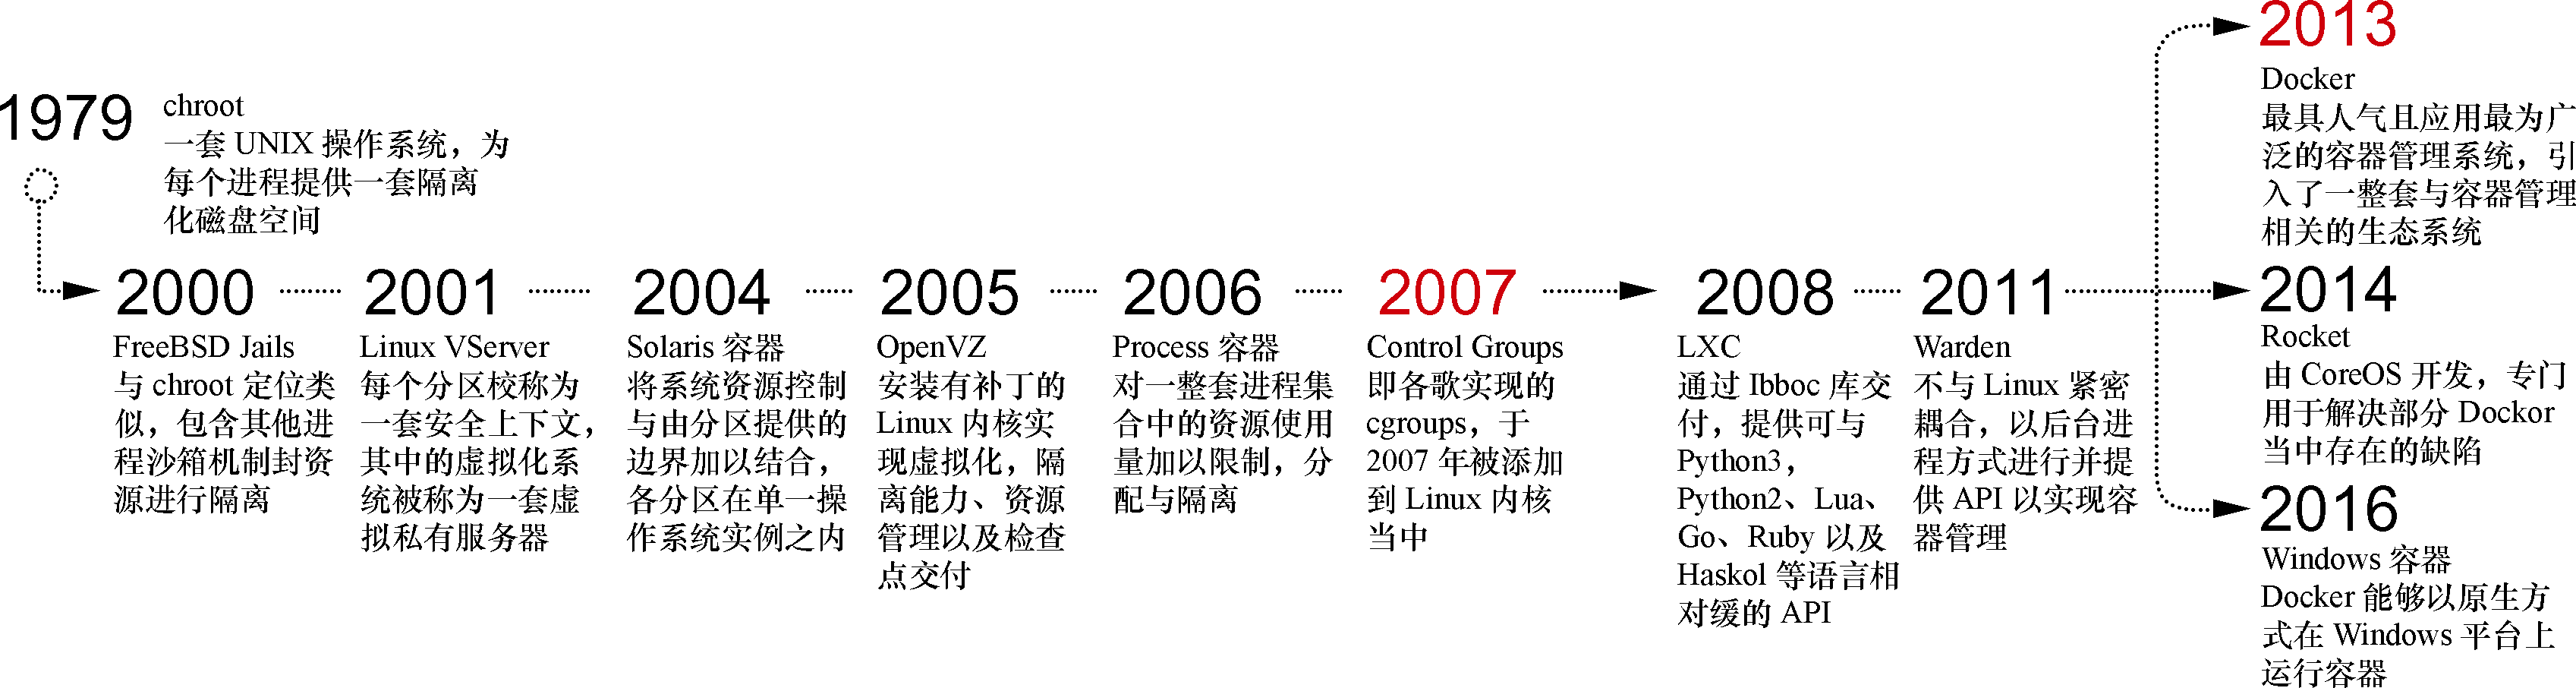 1979
chroot
一套 UNIX 操作系统，为
每个进程提供一套隔离
化磁盘空间
2000
FreeBSD Jails
与 chroot 定位类
似，包含其他进
程沙箱机制封资
源进行隔离
2001
Linux VServer
每个分区校称为
一套安全上下文，
其中的虚拟化系
统被称为一套虚
拟私有服务器
2004
Solaris 容器
将系统资源控制
与由分区提供的
边界加以结合，
各分区在单一操
作系统实例之内
2005
OpenVZ
安装有补丁的
Linux 内核实
现虚拟化，隔
离能力、资源
管理以及检查
点交付
2006
Process 容器
对一整套进程集
合中的资源使用
量加以限制，分
配与隔离
2007
Control Groups
即各歌实现的
cgroups，于
2007 年被添加
到 Linux 内核
当中
2008
LXC
通过 Ibboc 库交
付，提供可与
Python3，
Python2、Lua、
Go、Ruby 以及
Haskol 等语言相
对缓的 API
2011
Warden
不与 Linux 紧密
耦合，以后台进
程方式进行并提
供 API 以实现容
器管理
2013
Docker
最具人气且应用最为广
泛的容器管理系统，引
入了一整套与容器管理
相关的生态系统
2014
Rocket
由 CoreOS 开发，专门
用于解决部分 Dockor
当中存在的缺陷
2016
Windows 容器
Docker 能够以原生方
式在 Windows 平台上
运行容器